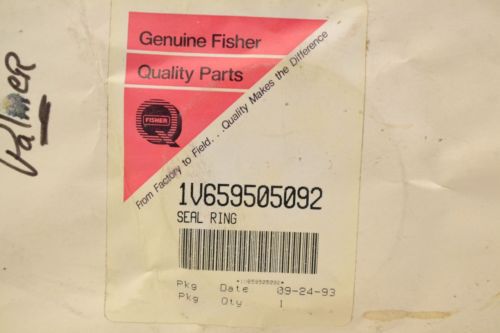 Genuine Fisher
Quality Parts
FISHER
From Factory to Field... Quality Makes the Difference
1V659505092
SEAL RING
*1V659505092*
Pkg Date 09-24-93
Pkg Qty 1